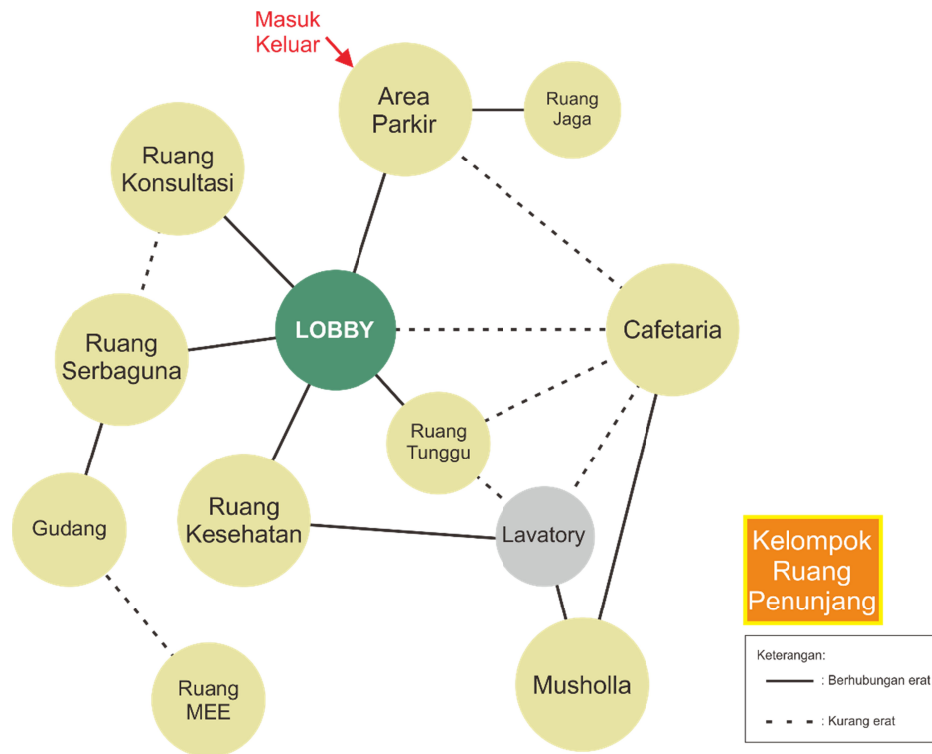 Masuk
Keluar
Area
Parkir
Ruang
Jaga
Ruang
Konsultasi
LOBBY
Cafetaria
Ruang
Serbaguna
Ruang
Tunggu
Gudang
Ruang
Kesehatan
Lavatory
Kelompok
Ruang
Penunjang
Ruang
MEE
Musholla
Keterangan:
: Berhubungan erat
: Kurang erat